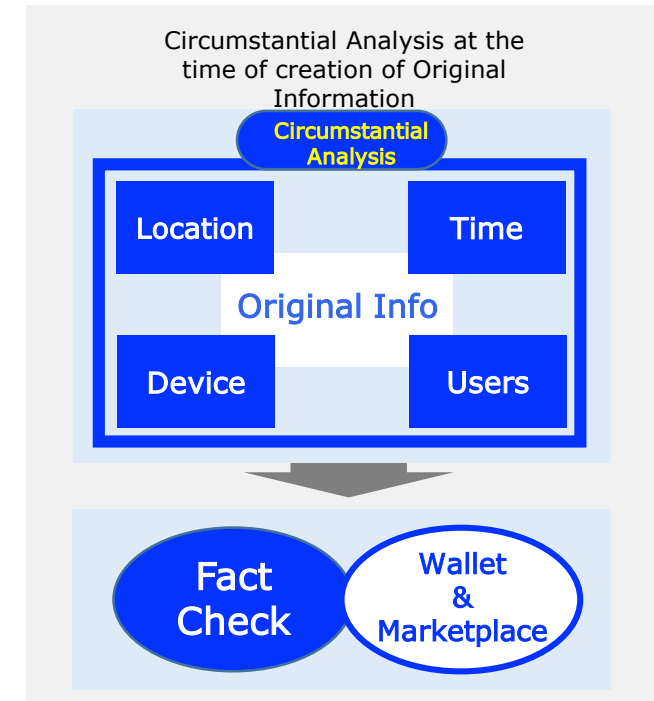 Circumstantial Analysis at the
time of creation of Original
Information
Circumstantial
Analysis
Location
Time
Original Info
Device
Users
Fact
Check
Wallet
&
Marketplace